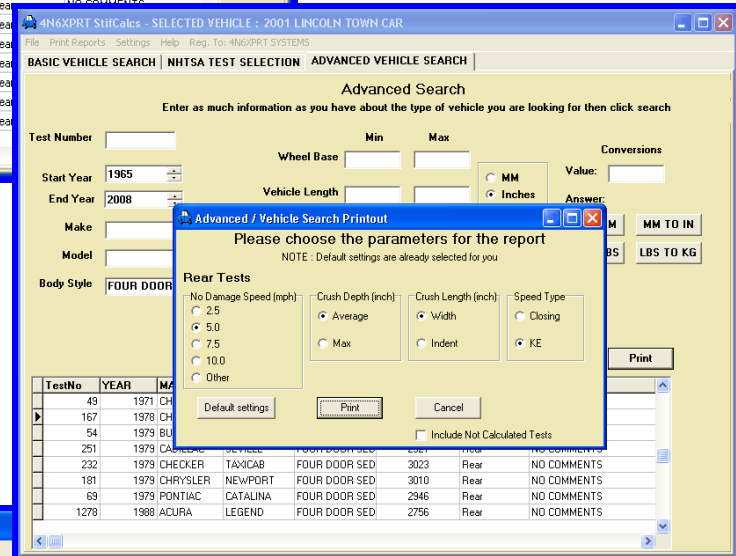 NO COMMENTS
4N6XPRT StifCalcs - SELECTED VEHICLE : 2001 LINCOLN TOWN CAR
File Print Reports Settings Help Reg. To: 4N6XPRT SYSTEMS
BASIC VEHICLE SEARCH NHTSA TEST SELECTION ADVANCED VEHICLE SEARCH
Advanced Search
Enter as much information as you have about the type of vehicle you are looking for then click search
Test Number
Min Max
Wheel Base
Conversions
Start Year 1965
MM
Value:
End Year 2008
Vehicle Length
Inches
Answer:
Make
MM TO IN
Model
LBS TO KG
Body Style FOUR DOOR
Print
Advanced / Vehicle Search Printout
Please choose the parameters for the report
NOTE : Default settings are already selected for you
Rear Tests
No Damage Speed (mph) Crush Depth (inch) Crush Length (inch) Speed Type
2.5
5.0 Average Width Closing
7.5
10.0 Max Indent KE
Other
Default settings Print Cancel
Include Not Calculated Tests
TestNo YEAR
49 1971
167 1978
54 1979
251 1979
232 1979 CHECKER TAXICAB FOUR DOOR SED 3023 Rear NO COMMENTS
181 1979 CHRYSLER NEWPORT FOUR DOOR SED 3010 Rear NO COMMENTS
69 1979 PONTIAC CATALINA FOUR DOOR SED 2946 Rear NO COMMENTS
1278 1988 ACURA LEGEND FOUR DOOR SED 2756 Rear NO COMMENTS